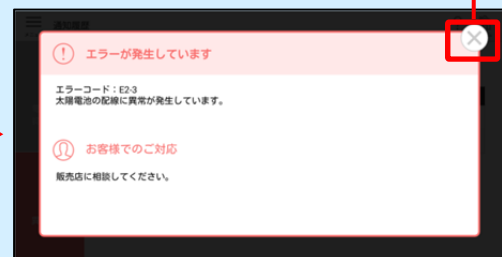 通知履歴
エラーが発生しています
エラーコード：E2-3
太陽電池の配線に異常が発生しています。
お客様でのご対応
販売店に相談してください。